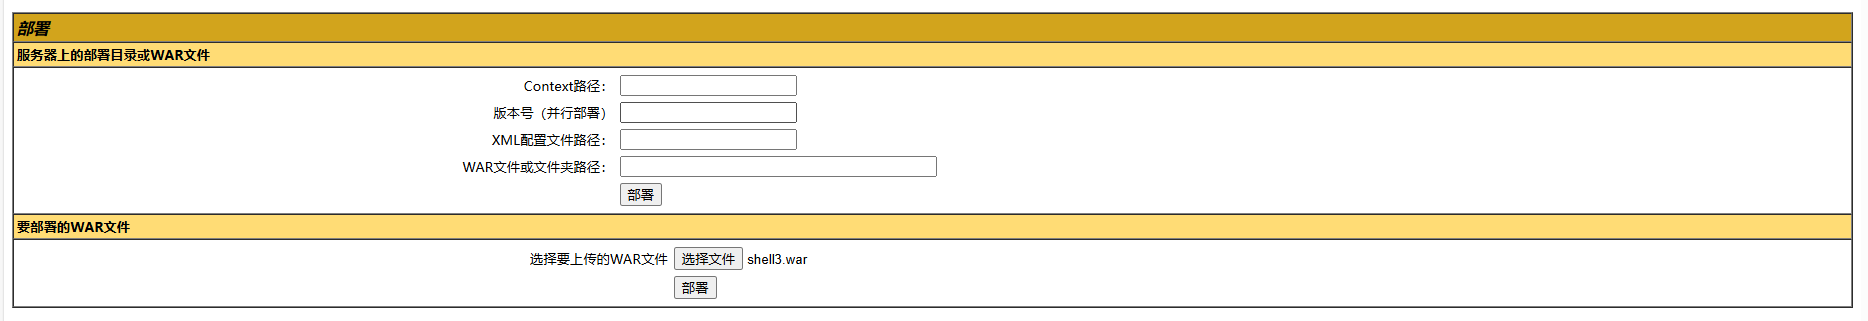 部署
服务器上的部署目录或WAR文件
Context路径：
版本号（并行部署）
XML配置文件路径：
WAR文件或文件夹路径：
部署
要部署的WAR文件
选择要上传的WAR文件 选择文件 shell3.war
部署